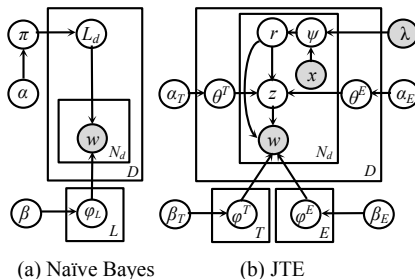 π L_d r ψ λ
α α_T θ^T z x θ^E α_E
w N_d w N_d
D D
β φ_L L β_T φ^T T φ^E E β_E
(a) Naïve Bayes (b) JTE